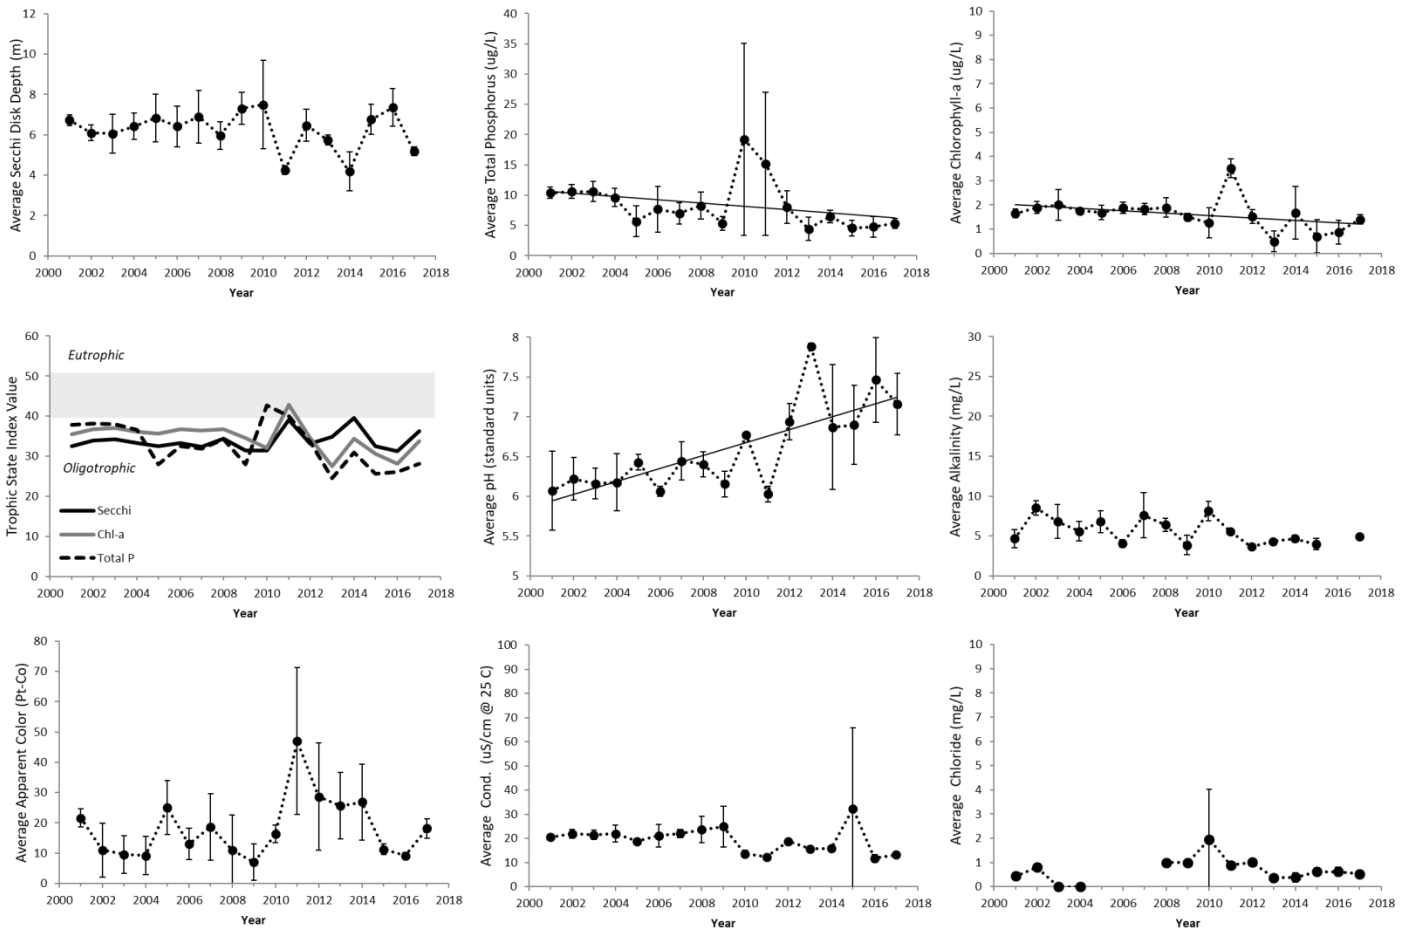 Average Secchi Disk Depth (m)
12
10
8
6
4
2
0
2000 2002 2004 2006 2008 2010 2012 2014 2016 2018
Year
Average Total Phosphorus (ug/L)
40
35
30
25
20
15
10
5
0
2000 2002 2004 2006 2008 2010 2012 2014 2016 2018
Year
Average Chlorophyll-a (ug/L)
10
9
8
7
6
5
4
3
2
1
0
2000 2002 2004 2006 2008 2010 2012 2014 2016 2018
Year
Trophic State Index Value
60
50
40
30
20
10
0
Eutrophic
Oligotrophic
Secchi
Chl-a
Total P
2000 2002 2004 2006 2008 2010 2012 2014 2016 2018
Year
Average pH (standard units)
8
7.5
7
6.5
6
5.5
5
2000 2002 2004 2006 2008 2010 2012 2014 2016 2018
Year
Average Alkalinity (mg/L)
30
25
20
15
10
5
0
2000 2002 2004 2006 2008 2010 2012 2014 2016 2018
Year
Average Apparent Color (Pt-Co)
80
70
60
50
40
30
20
10
0
2000 2002 2004 2006 2008 2010 2012 2014 2016 2018
Year
Average Cond. (uS/cm @ 25 C)
100
90
80
70
60
50
40
30
20
10
0
2000 2002 2004 2006 2008 2010 2012 2014 2016 2018
Year
Average Chloride (mg/L)
10
9
8
7
6
5
4
3
2
1
0
2000 2002 2004 2006 2008 2010 2012 2014 2016 2018
Year